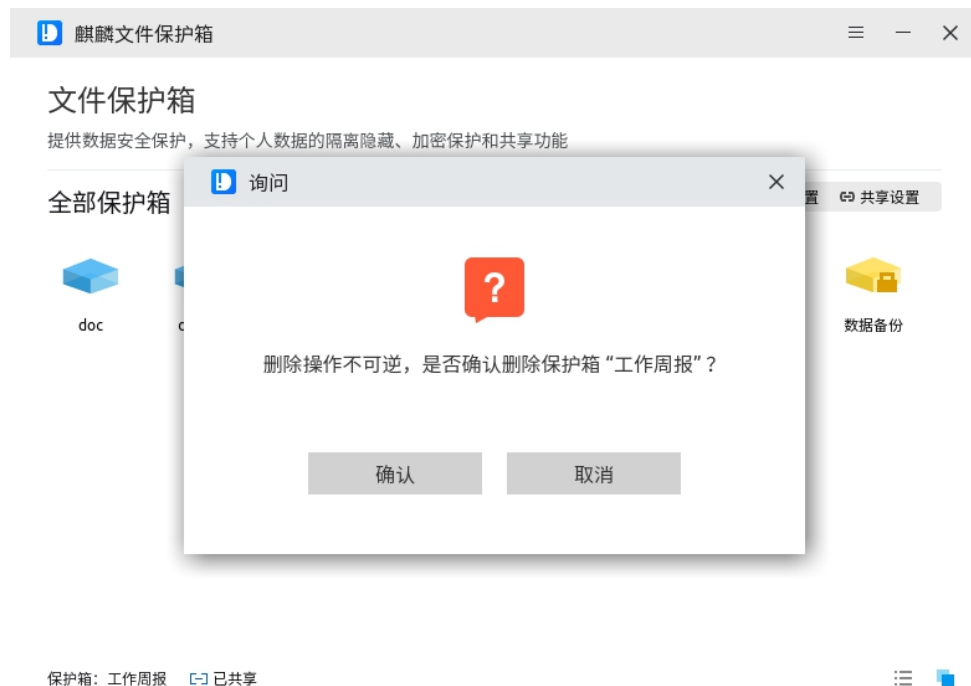 麒麟文件保护箱
文件保护箱
提供数据安全保护，支持个人数据的隔离隐藏、加密保护和共享功能
全部保护箱
置 共享设置
询问
doc
数据备份
删除操作不可逆，是否确认删除保护箱“工作周报”？
确认 取消
保护箱：工作周报 已共享